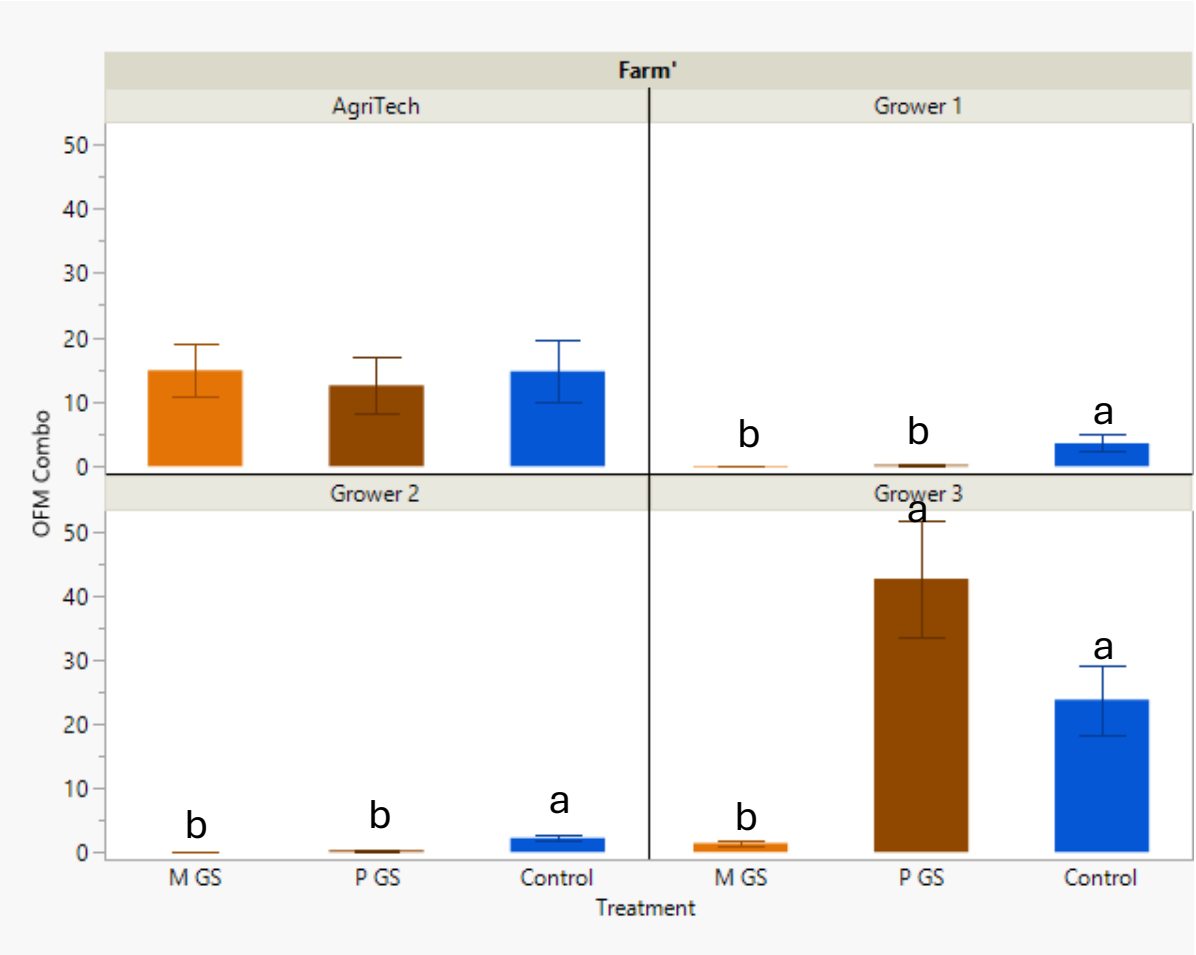 Farm'
AgriTech
Grower 1
50
40
30
20
10
0
b
b
a
OFM Combo
Grower 2
Grower 3
50
40
30
20
10
0
b
b
a
b
a
a
M GS
P GS
Control
M GS
P GS
Control
Treatment